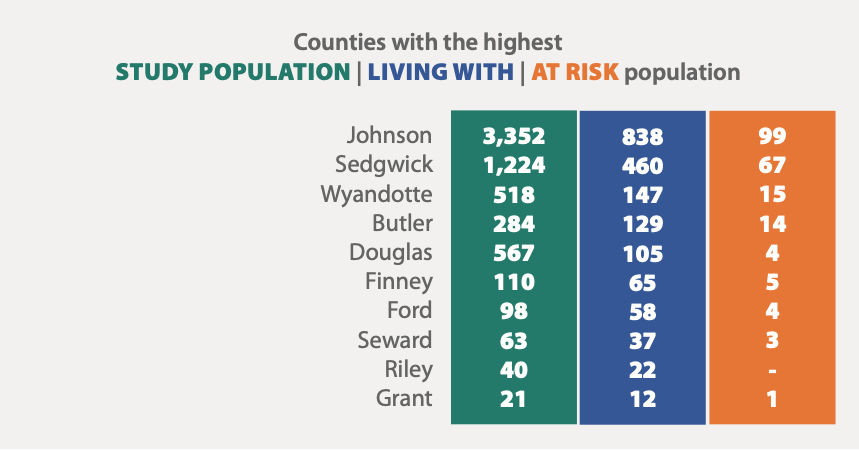 Counties with the highest
STUDY POPULATION | LIVING WITH | AT RISK population
Johnson 3,352 838 99
Sedgwick 1,224 460 67
Wyandotte 518 147 15
Butler 284 129 14
Douglas 567 105 4
Finney 110 65 5
Ford 98 58 4
Seward 63 37 3
Riley 40 22 -
Grant 21 12 1